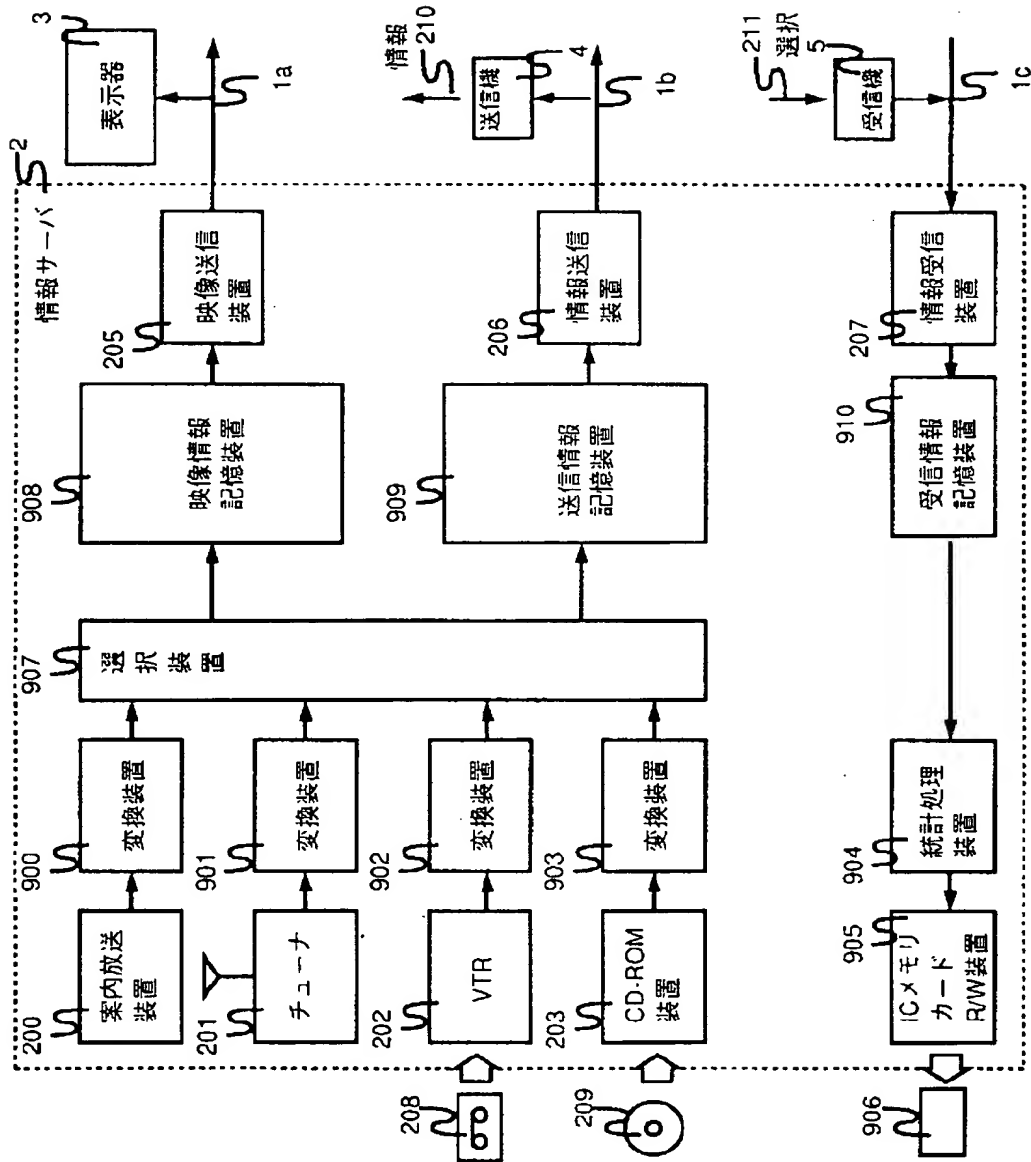 情報サーバ
2
200
案内放送
装置
900
変換装置
201
チューナ
901
変換装置
202
VTR
902
変換装置
203
CD-ROM
装置
903
変換装置
208
209
907
選択装置
908
映像情報
記憶装置
909
送信情報
記憶装置
205
映像送信
装置
206
情報送信
装置
3
表示器
1a
情報
210
送信機
4
1b
211
選択
5
受信機
1c
207
情報受信
装置
910
受信情報
記憶装置
904
統計処理
装置
905
ICメモリ
カード
R/W装置
906